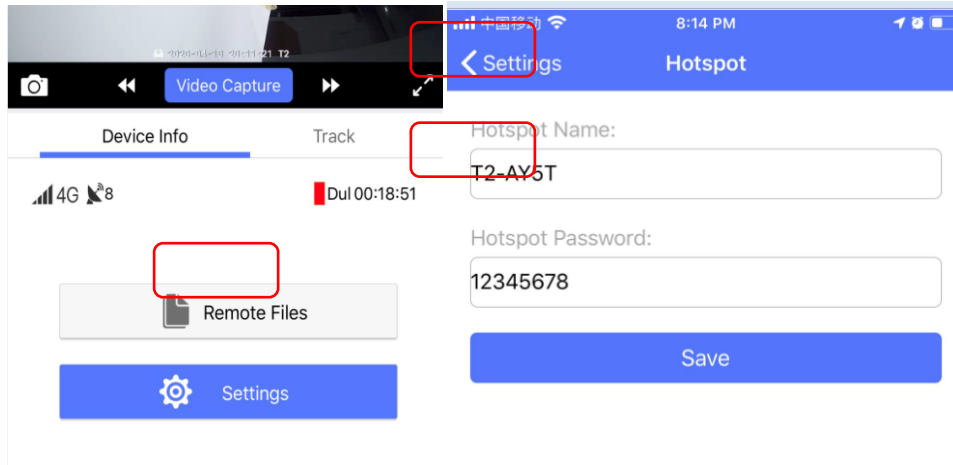 T2
Video Capture
Device Info
Track
4G
8
Dul 00:18:51
Remote Files
Settings
中国移动
8:14 PM
Settings
Hotspot
Hotspot Name:
T2-AY5T
Hotspot Password:
12345678
Save